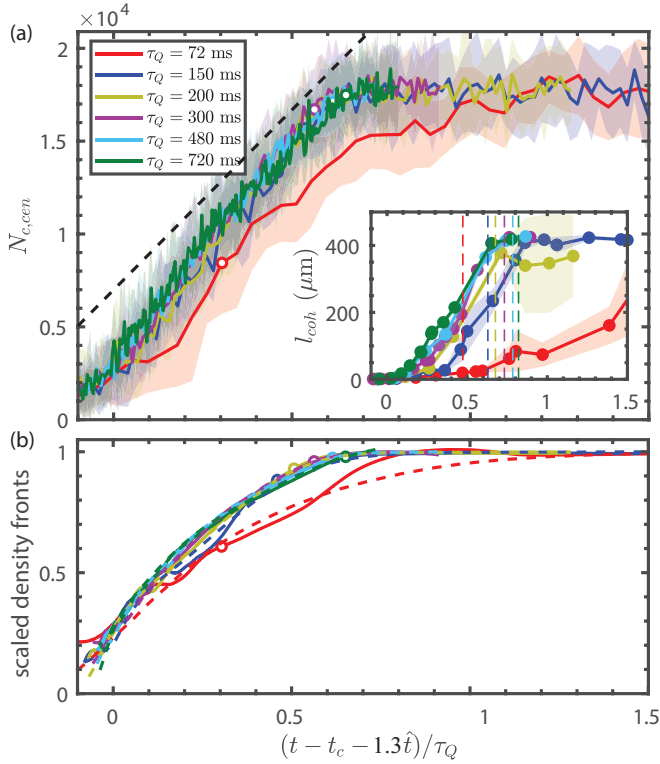 ×10⁴
(a)
τQ = 72 ms
τQ = 150 ms
τQ = 200 ms
τQ = 300 ms
τQ = 480 ms
τQ = 720 ms
2
1.5
1
0.5
0
Nc,cen
400
200
0
lcoh (μm)
0 0.5 1 1.5
(b)
1
0.5
0
scaled density fronts
0 0.5 1 1.5
(t − tc − 1.3t̂)/τQ